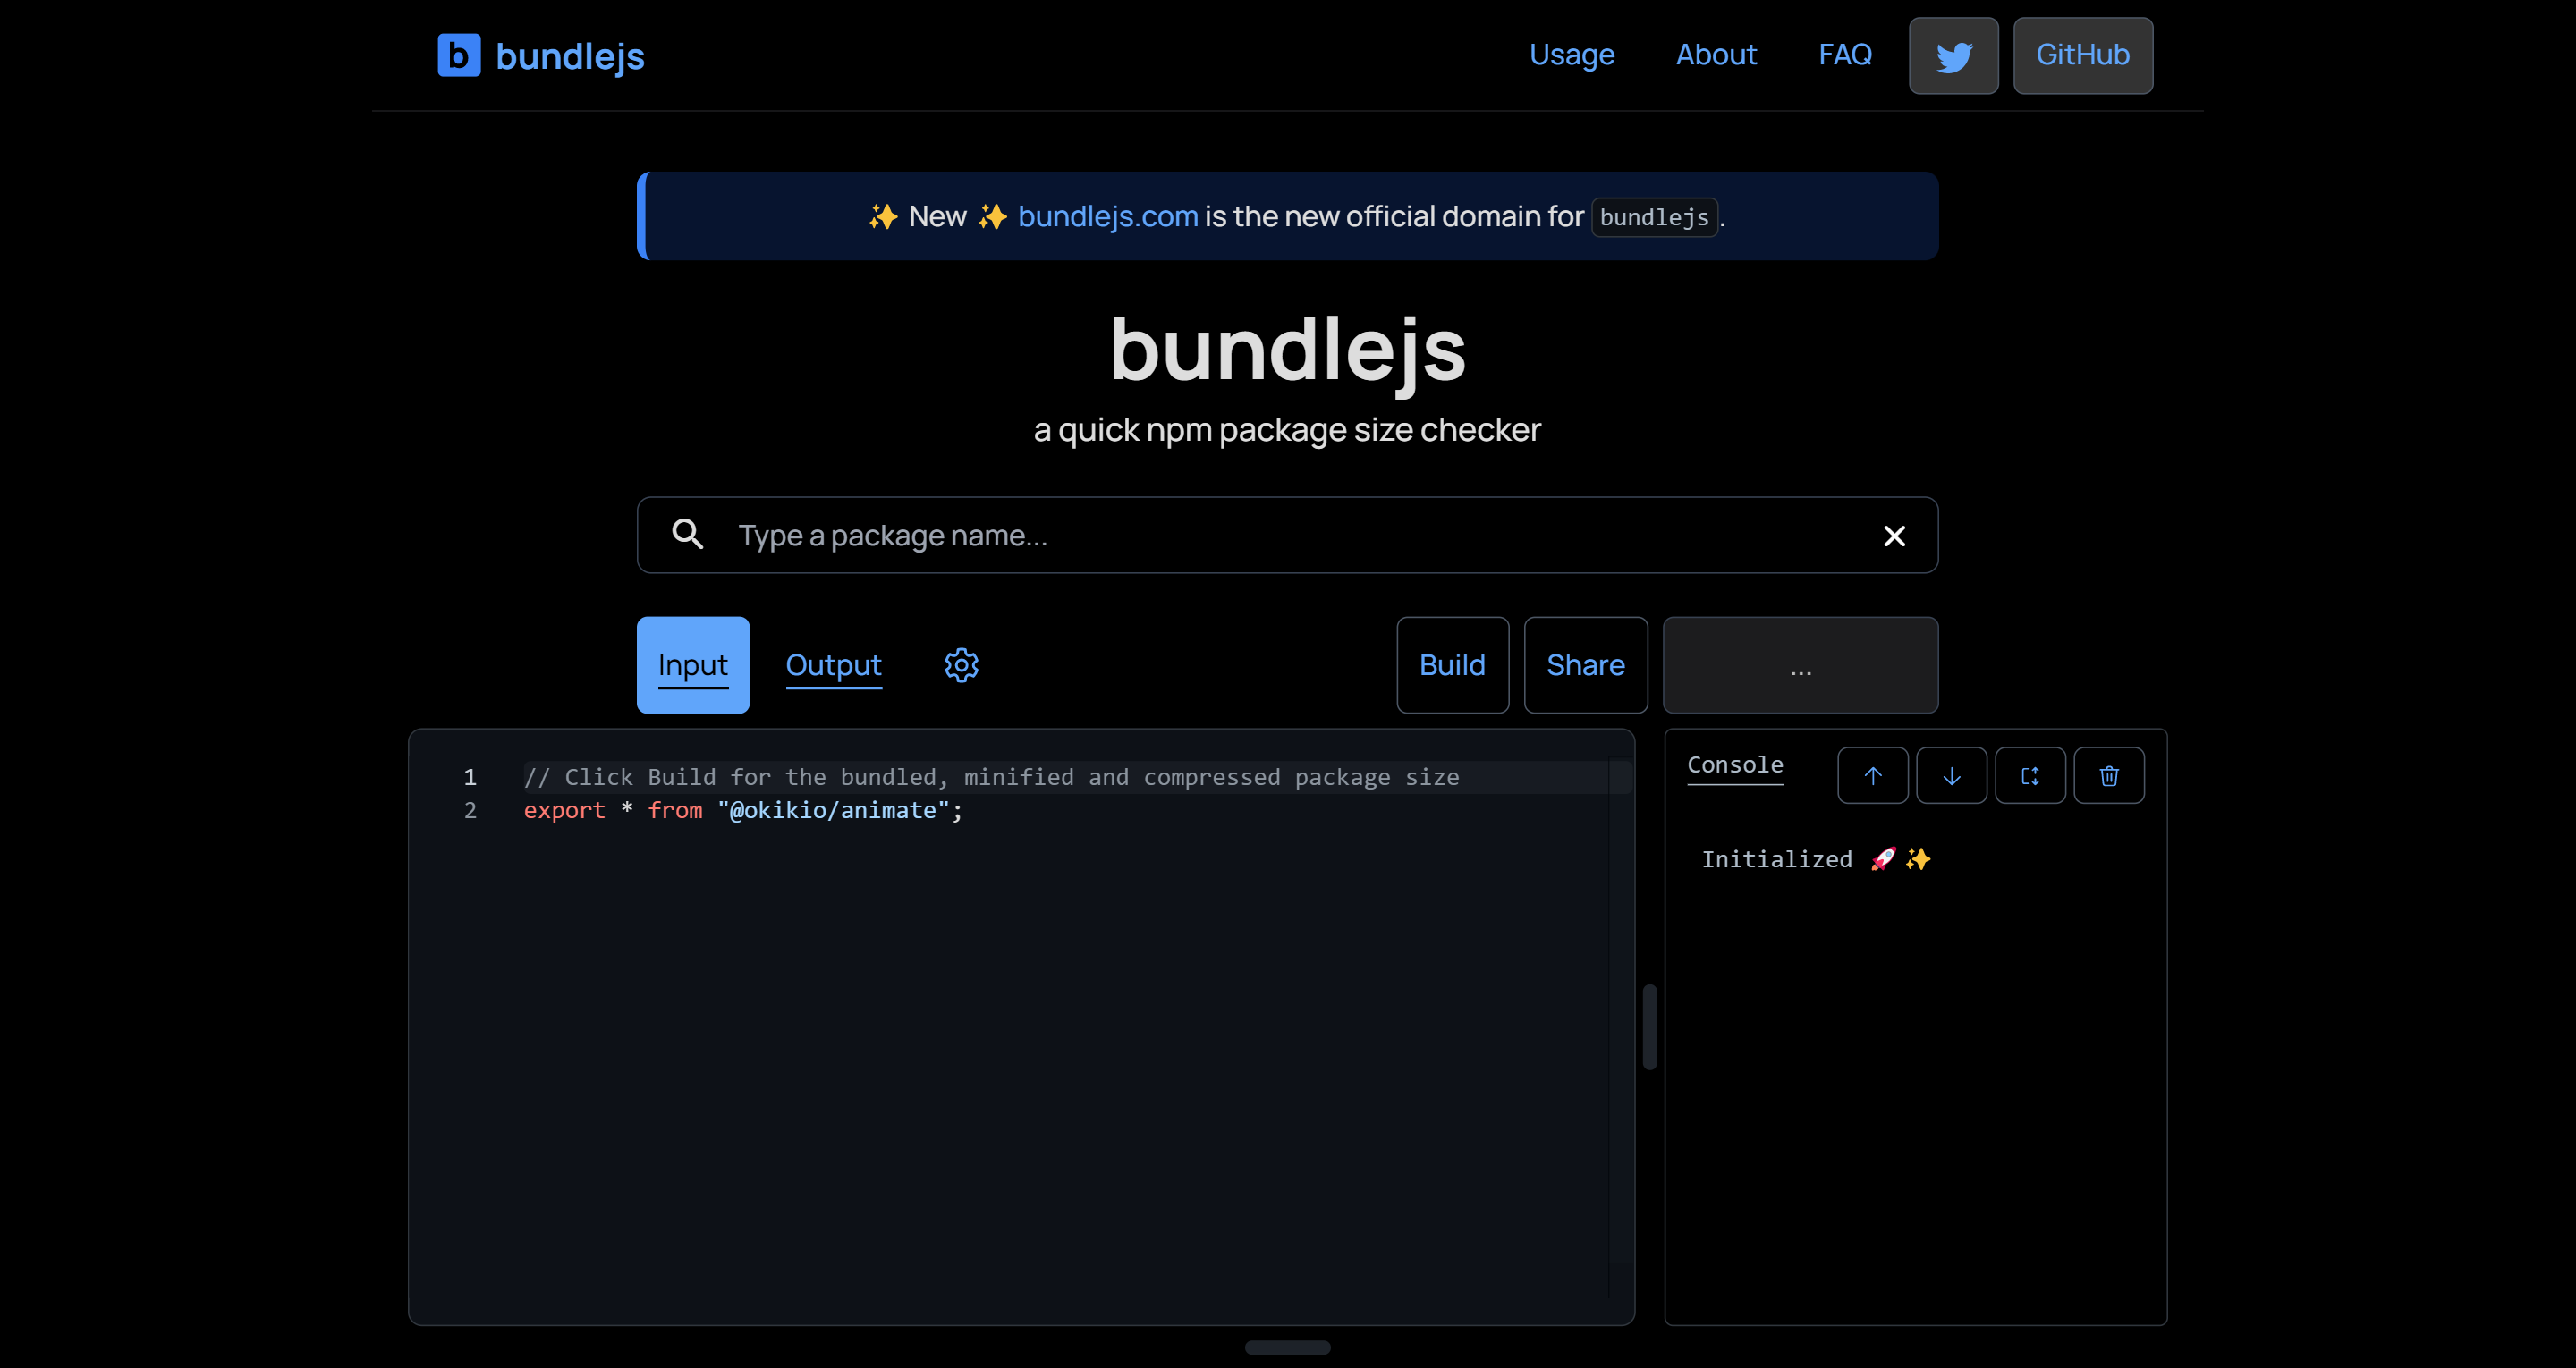 b bundlejs
Usage About FAQ GitHub
✨ New ✨ bundlejs.com is the new official domain for bundlejs.
bundlejs
a quick npm package size checker
Type a package name...
Input Output Build Share ...
1 // Click Build for the bundled, minified and compressed package size
2 export * from "@okikio/animate";
Console
Initialized 🚀✨